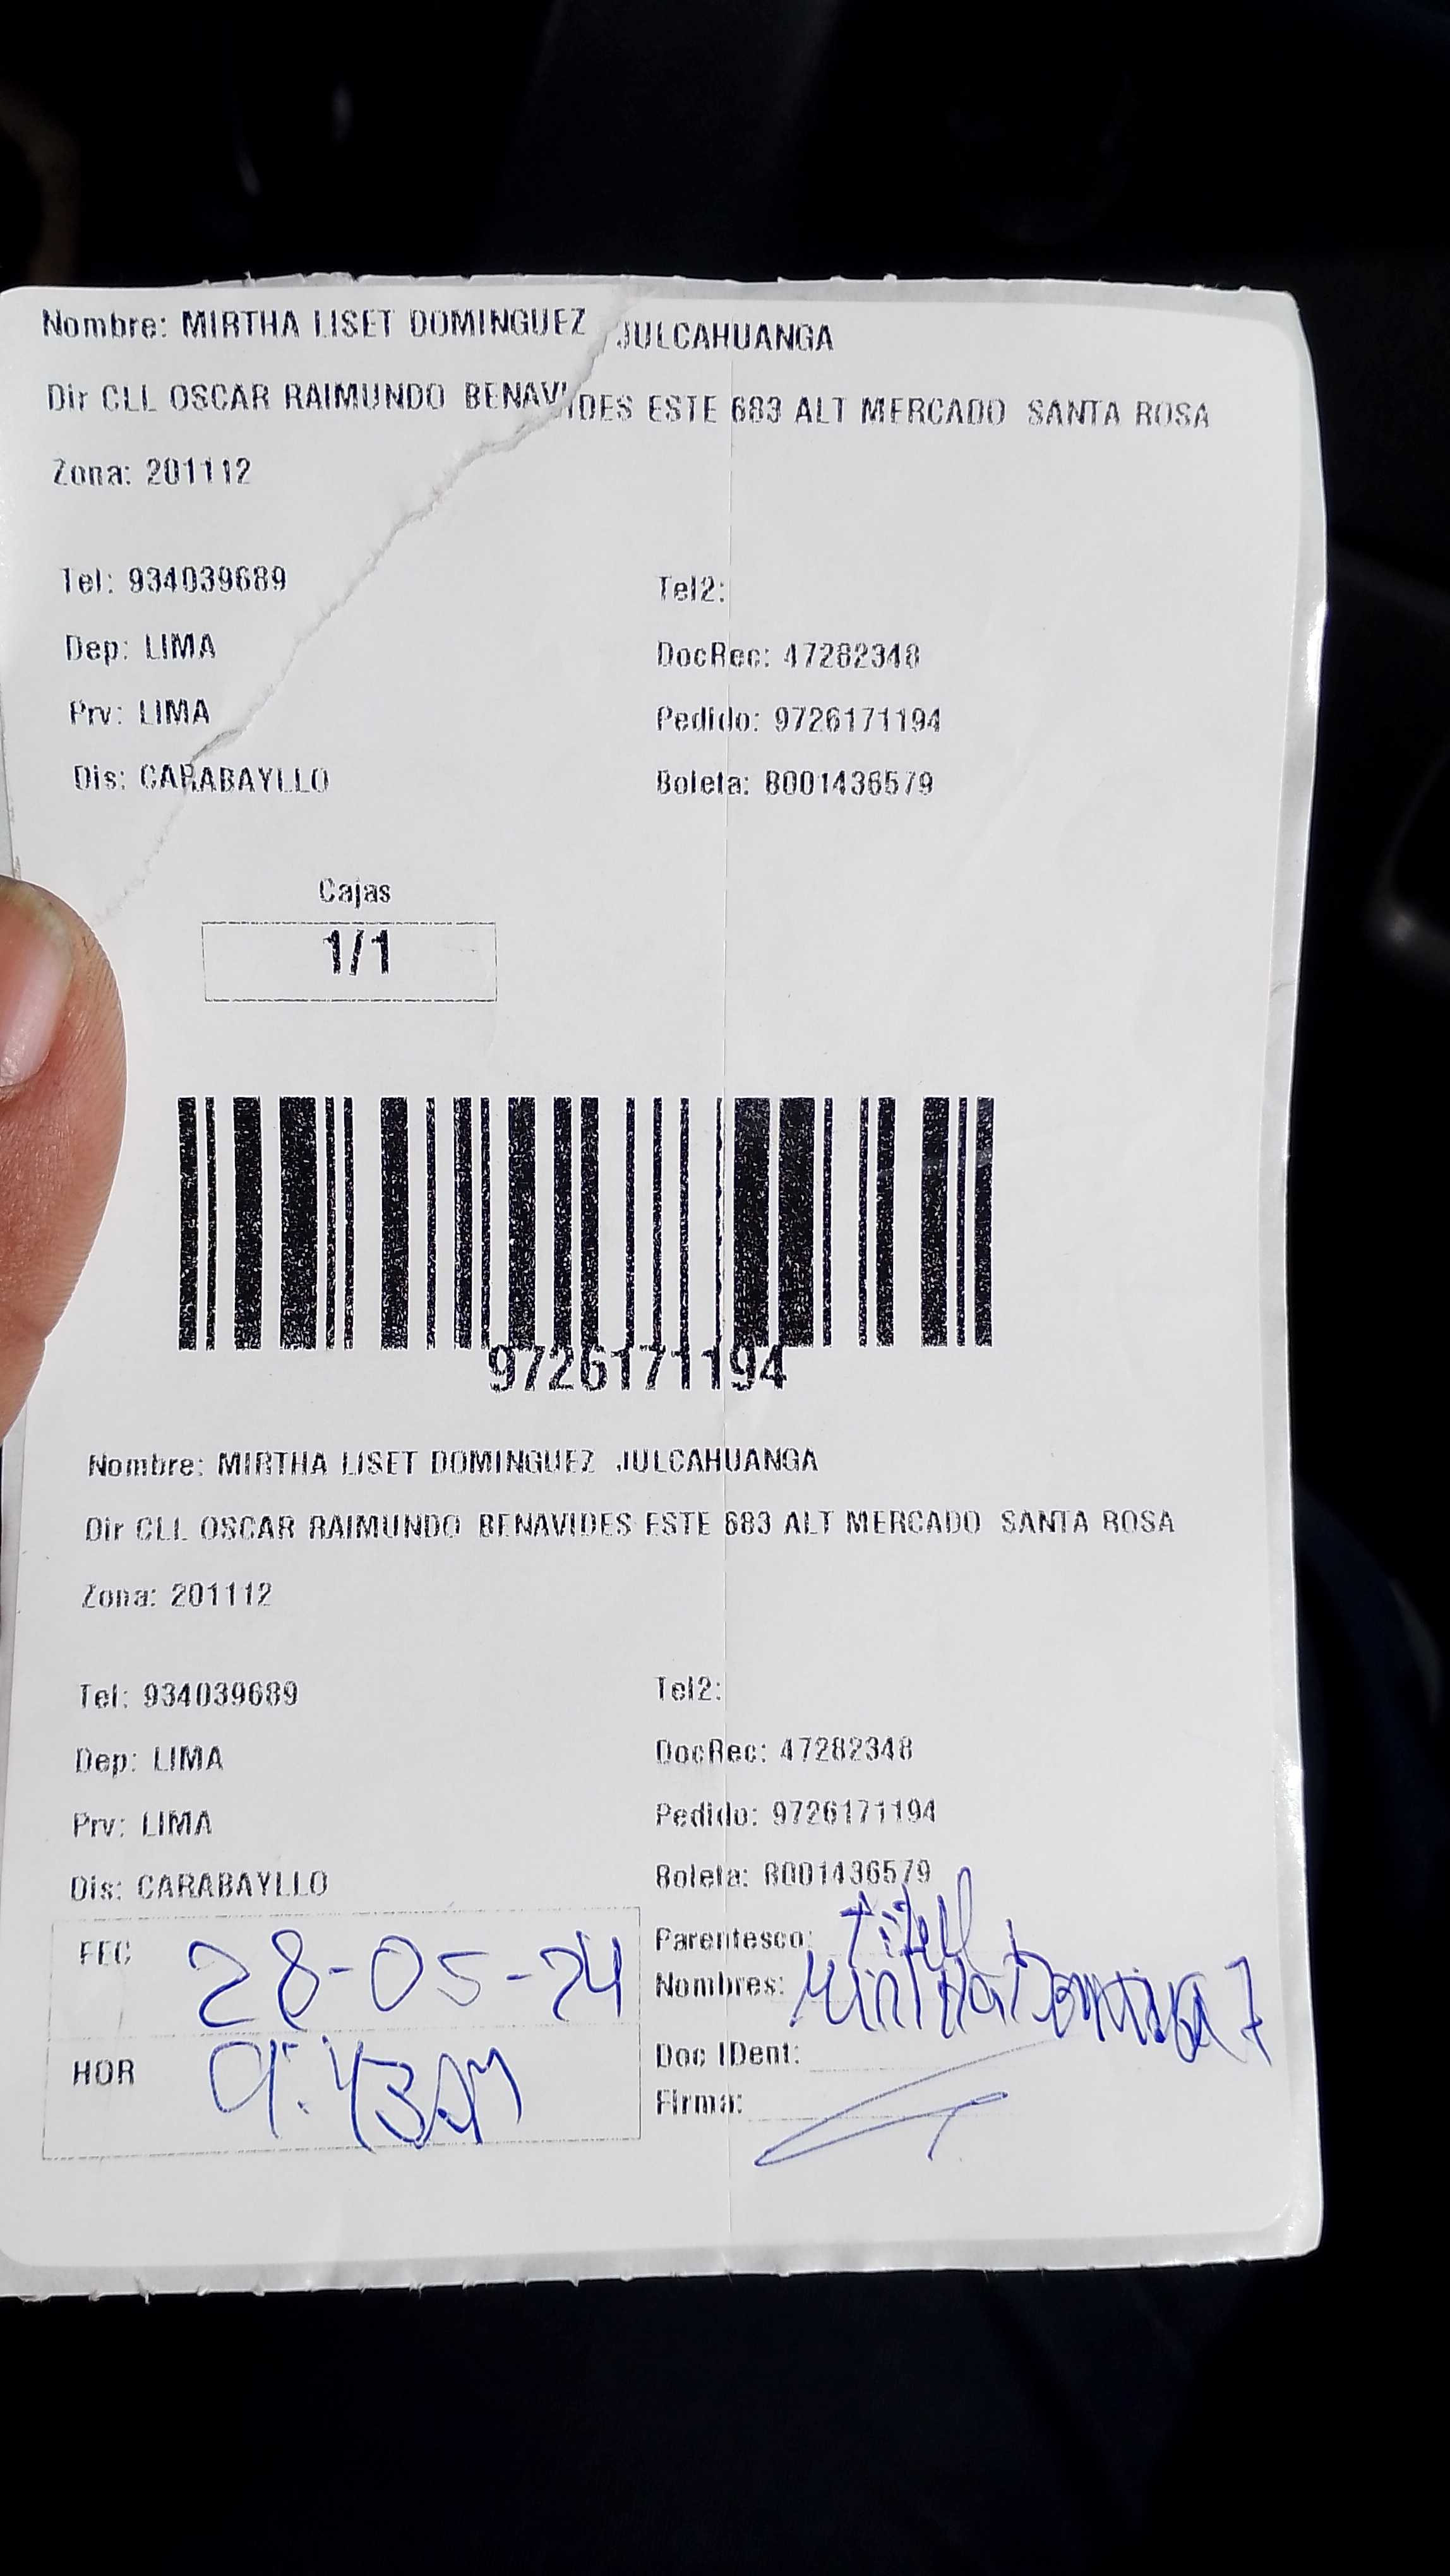 Nombre: MIRTHA LISET DOMINGUEZ JULCAHUANGA
Dir CLL OSCAR RAIMUNDO BENAVIDES ESTE 683 ALT MERCADO SANTA ROSA
Zona: 201112
Tel: 934039689 Tel2:
Dep: LIMA DocRec: 47282348
Prv: LIMA Pedido: 9726171194
Dis: CARABAYLLO Boleta: 8001436579
Cajas
1/1
9726171194
Nombre: MIRTHA LISET DOMINGUEZ JULCAHUANGA
Dir CLL OSCAR RAIMUNDO BENAVIDES ESTE 683 ALT MERCADO SANTA ROSA
Zona: 201112
Tel: 934039689 Tel2:
Dep: LIMA DocRec: 47282348
Prv: LIMA Pedido: 9726171194
Dis: CARABAYLLO Boleta: 8001436579
FEC 28-05-24 Parentesco:
Nombres: Mirtha
HOR 9:43AM Doc IDent:
Firma: